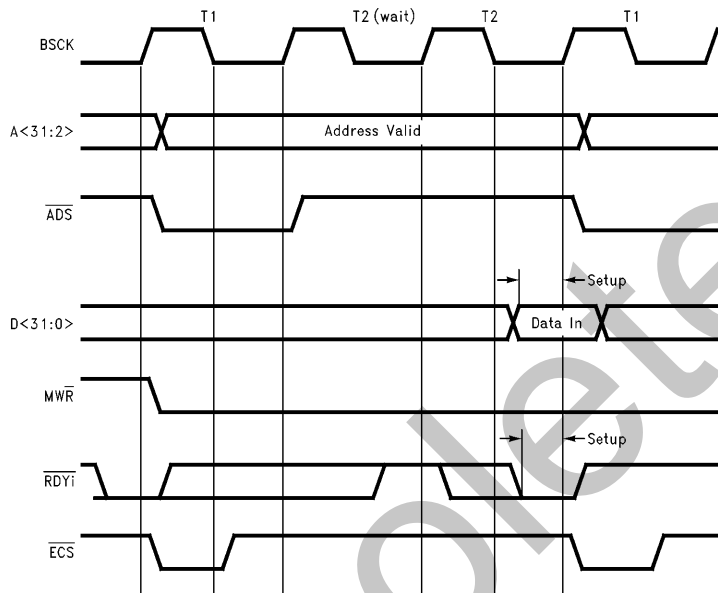 T1 T2 (wait) T2 T1
BSCK
A<31:2> Address Valid
ADS
Setup
D<31:0> Data In
MWR
Setup
RDYi
ECS
olete